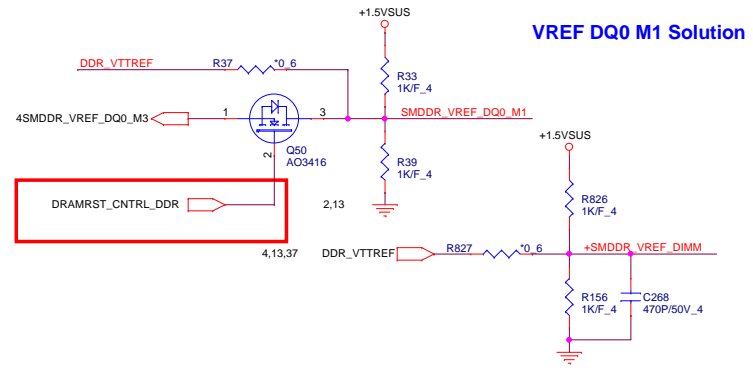 +1.5VSUS
VREF DQ0 M1 Solution
DDR_VTTREF
R37
*0_6
R33
1K/F_4
4SMDDR_VREF_DQ0_M3
1
3
SMDDR_VREF_DQ0_M1
2
Q50
AO3416
R39
1K/F_4
+1.5VSUS
DRAMRST_CNTRL_DDR
2,13
R826
1K/F_4
4,13,37
DDR_VTTREF
R827
*0_6
+SMDDR_VREF_DIMM
R156
1K/F_4
C268
470P/50V_4